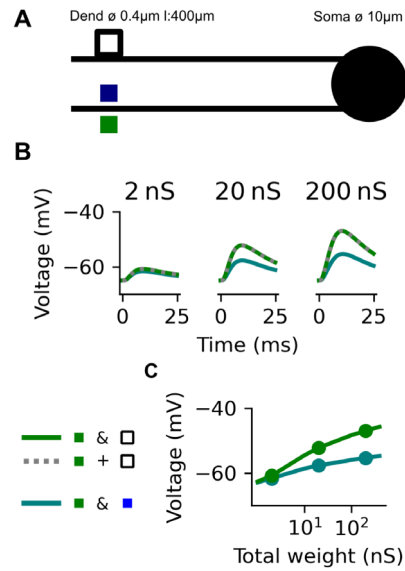 A
Dend ø 0.4μm l:400μm
Soma ø 10μm
B
2 nS
20 nS
200 nS
Voltage (mV)
−40
−60
0
25
0
25
0
25
Time (ms)
&
+
&
C
Voltage (mV)
−40
−60
10¹
10²
Total weight (nS)